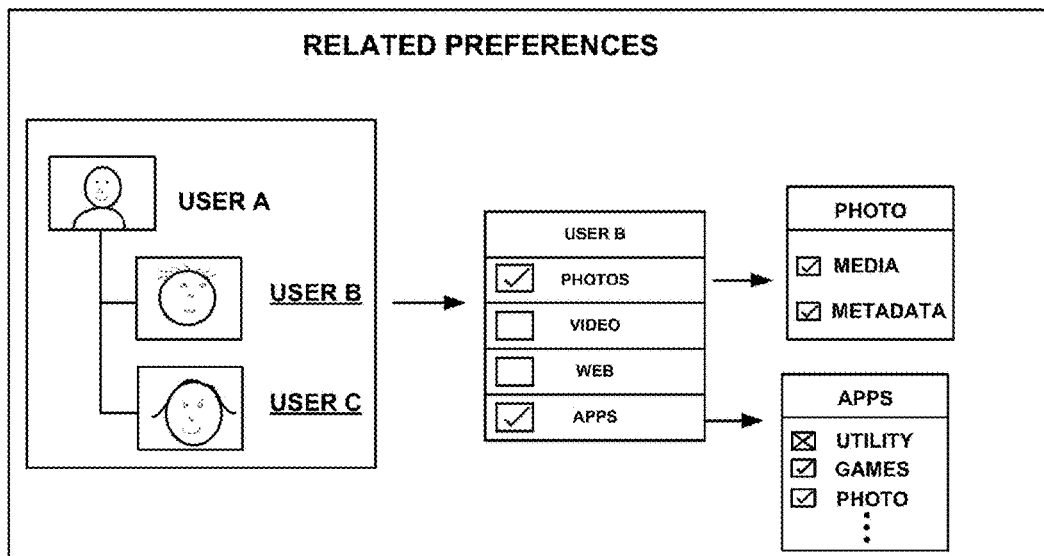 RELATED PREFERENCES
USER A
USER B
USER C
USER B
PHOTOS
VIDEO
WEB
APPS
PHOTO
MEDIA
METADATA
APPS
UTILITY
GAMES
PHOTO